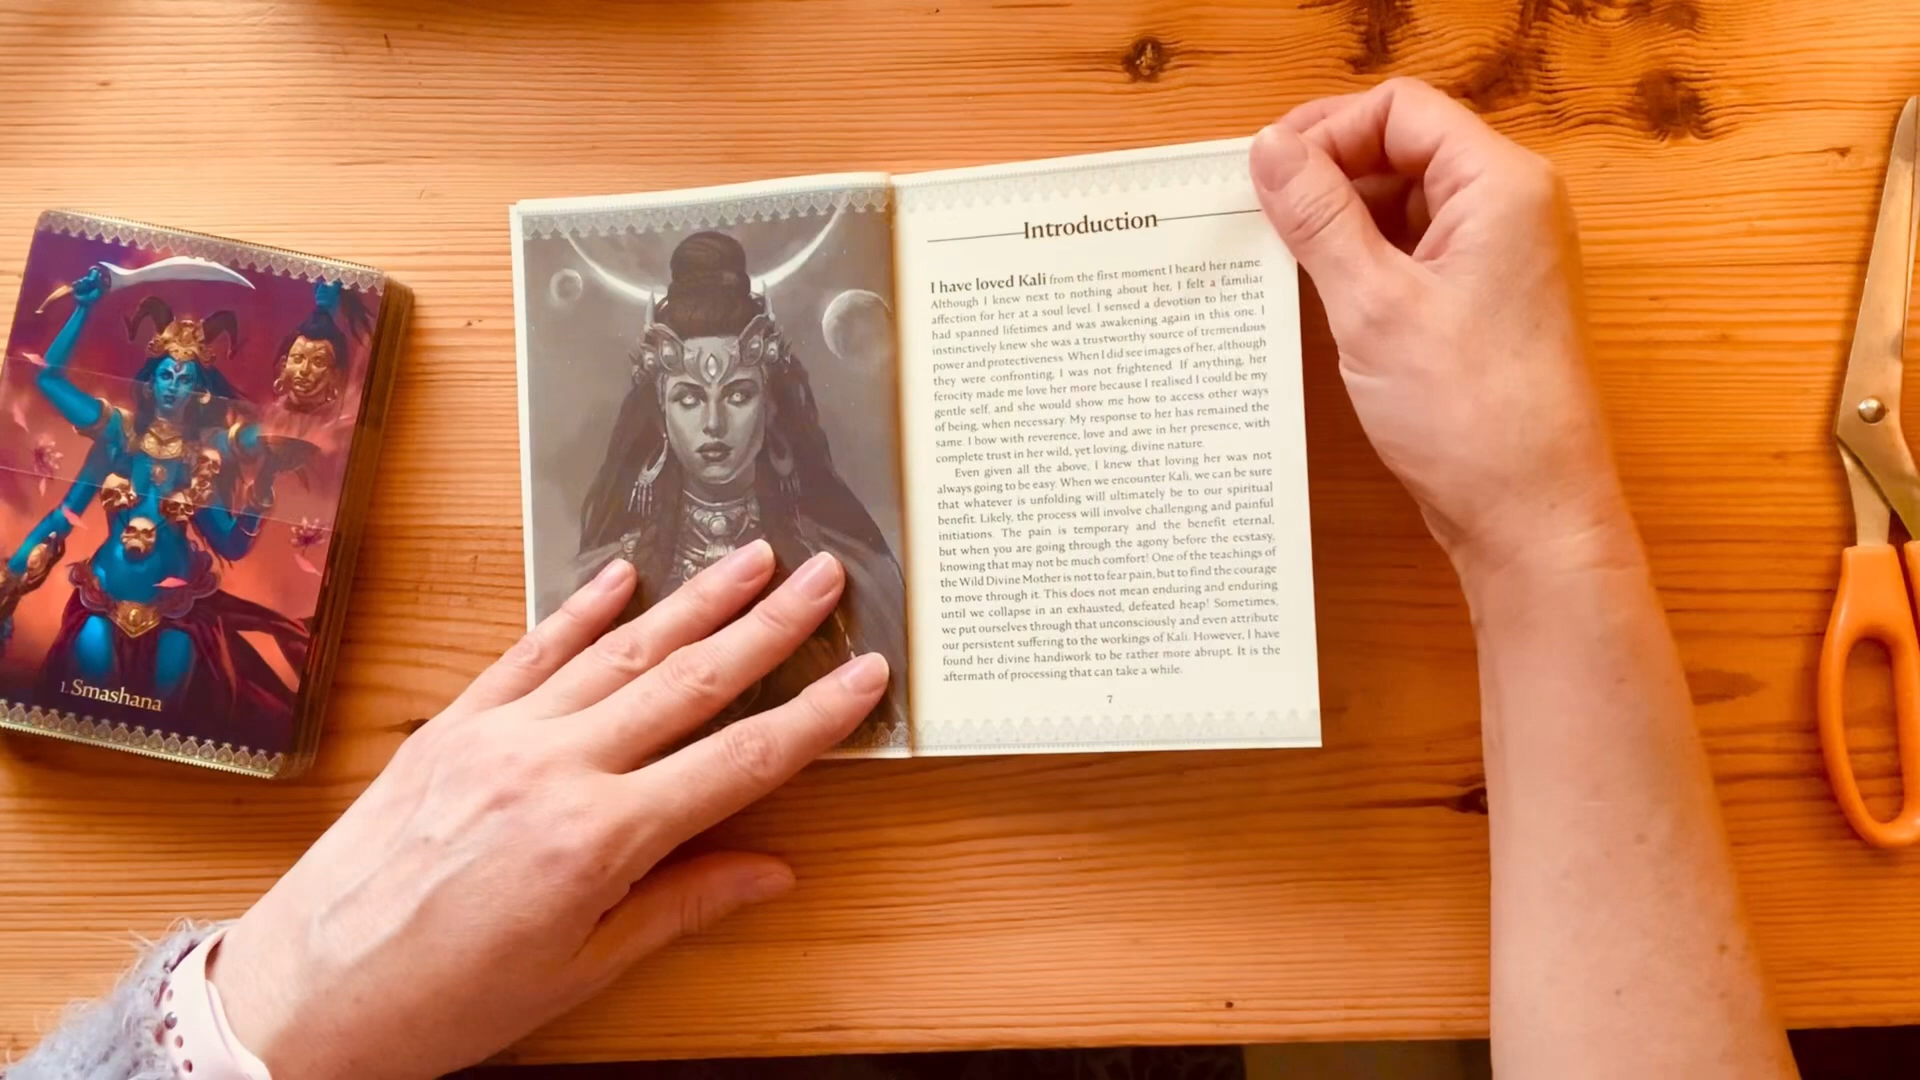 1. Smashana
Introduction
I have loved Kali from the first moment I heard her name.
Although I knew next to nothing about her, I felt a familiar
affection for her at a soul level. I sensed a devotion to her that
had spanned lifetimes and was awakening again in this one. I
instinctively knew she was a trustworthy source of tremendous
power and protectiveness. When I did see images of her, although
they were confronting, I was not frightened. If anything, her
ferocity made me love her more because I realised I could be my
gentle self, and she would show me how to access other ways
of being, when necessary. My response to her has remained the
same. I bow with reverence, love and awe in her presence, with
complete trust in her wild, yet loving, divine nature.
Even given all the above, I knew that loving her was not
always going to be easy. When we encounter Kali, we can be sure
that whatever is unfolding will ultimately be to our spiritual
benefit. Likely, the process will involve challenging and painful
initiations. The pain is temporary and the benefit eternal,
but when you are going through the agony before the ecstasy,
knowing that may not be much comfort! One of the teachings of
the Wild Divine Mother is not to fear pain, but to find the courage
to move through it. This does not mean enduring and enduring
until we collapse in an exhausted, defeated heap! Sometimes,
we put ourselves through that unconsciously and even attribute
our persistent suffering to the workings of Kali. However, I have
found her divine handiwork to be rather more abrupt. It is the
aftermath of processing that can take a while.
7